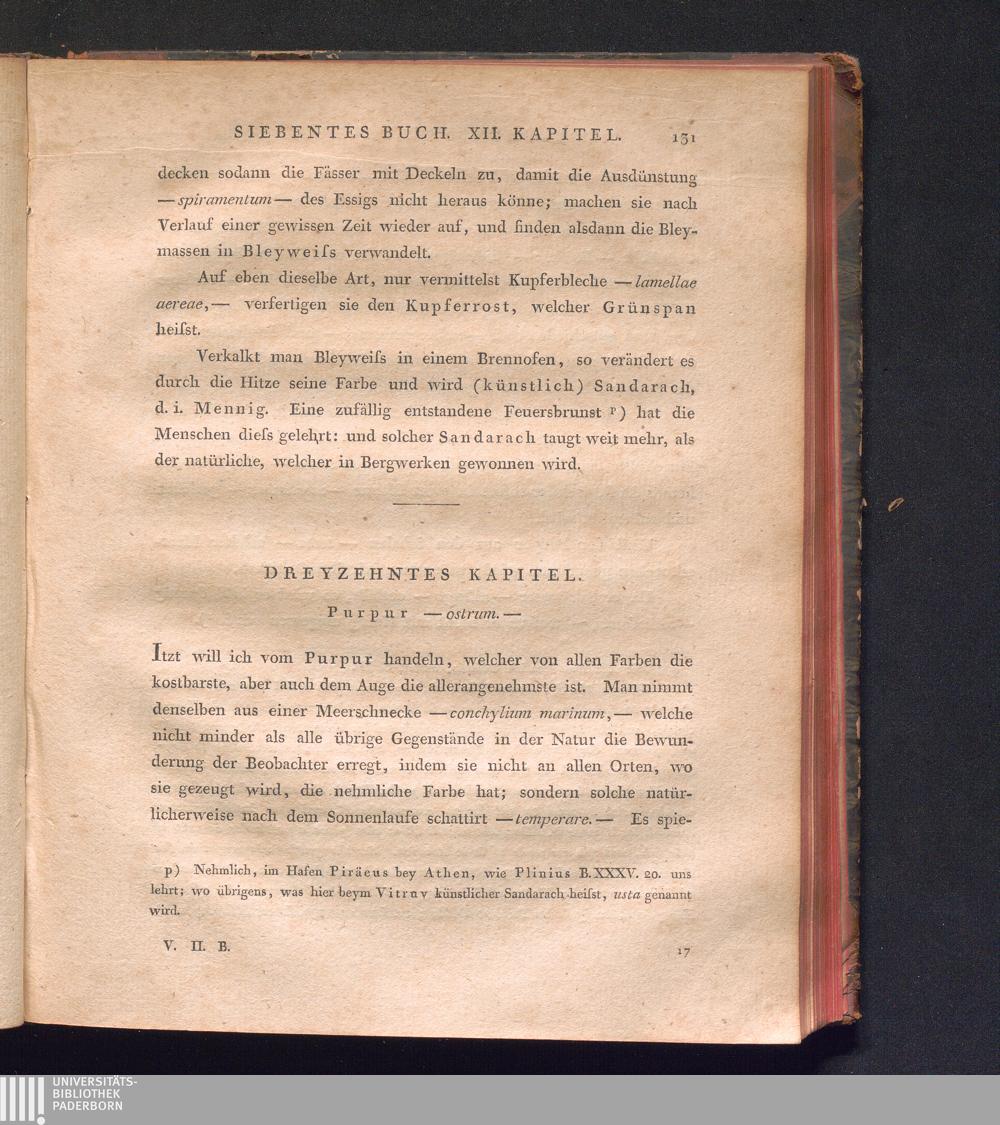 SIEBENTES BUCH. XII. KAPITEL. 131
decken sodann die Fässer mit Deckeln zu, damit die Ausdünstung
— spiramentum — des Essigs nicht heraus könne; machen sie nach
Verlauf einer gewissen Zeit wieder auf, und finden alsdann die Bley-
massen in Bleyweiſs verwandelt.
Auf eben dieselbe Art, nur vermittelst Kupferbleche — lamellae
aereae, — verfertigen sie den Kupferrost, welcher Grünspan
heiſst.
Verkalkt man Bleyweiſs in einem Brennofen, so verändert es
durch die Hitze seine Farbe und wird (künstlich) Sandarach,
d. i. Mennig. Eine zufällig entstandene Feuersbrunst p) hat die
Menschen dieſs gelehrt: und solcher Sandarach taugt weit mehr, als
der natürliche, welcher in Bergwerken gewonnen wird.
DREYZEHNTES KAPITEL.
Purpur — ostrum. —
Itzt will ich vom Purpur handeln, welcher von allen Farben die
kostbarste, aber auch dem Auge die allerangenehmste ist. Man nimmt
denselben aus einer Meerschnecke — conchylium marinum, — welche
nicht minder als alle übrige Gegenstände in der Natur die Bewun-
derung der Beobachter erregt, indem sie nicht an allen Orten, wo
sie gezeugt wird, die nehmliche Farbe hat; sondern solche natür-
licherweise nach dem Sonnenlaufe schattirt — temperare. — Es spie-
p) Nehmlich, im Hafen Piräeus bey Athen, wie Plinius B. XXXV. 20. uns
lehrt; wo übrigens, was hier beym Vitruv künstlicher Sandarach heiſst, usta genannt
wird.
V. II. B. 17
UNIVERSITÄTS-
BIBLIOTHEK
PADERBORN